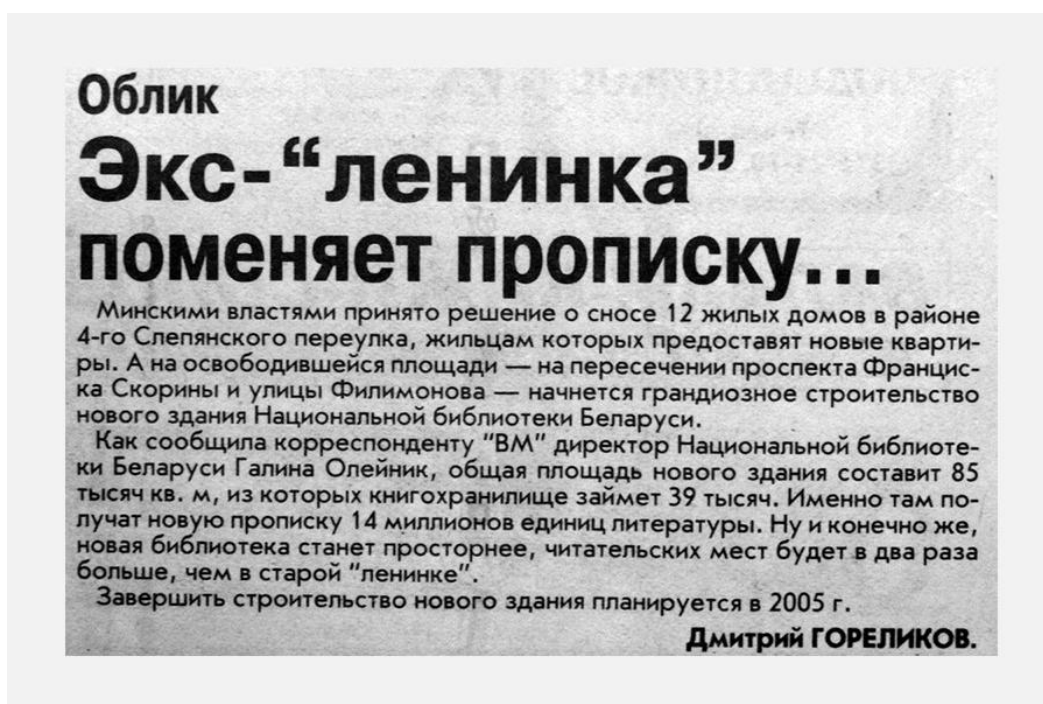 Облик
Экс-“ленинка”
поменяет прописку...
Минскими властями принято решение о сносе 12 жилых домов в районе
4-го Слепянского переулка, жильцам которых предоставят новые кварти-
ры. А на освободившейся площади — на пересечении проспекта Францис-
ка Скорины и улицы Филимонова — начнется грандиозное строительство
нового здания Национальной библиотеки Беларуси.
Как сообщила корреспонденту "ВМ" директор Национальной библиоте-
ки Беларуси Галина Олейник, общая площадь нового здания составит 85
тысяч кв. м, из которых книгохранилище займет 39 тысяч. Именно там по-
лучат новую прописку 14 миллионов единиц литературы. Ну и конечно же,
новая библиотека станет просторнее, читательских мест будет в два раза
больше, чем в старой "ленинке".
Завершить строительство нового здания планируется в 2005 г.
Дмитрий ГОРЕЛИКОВ.